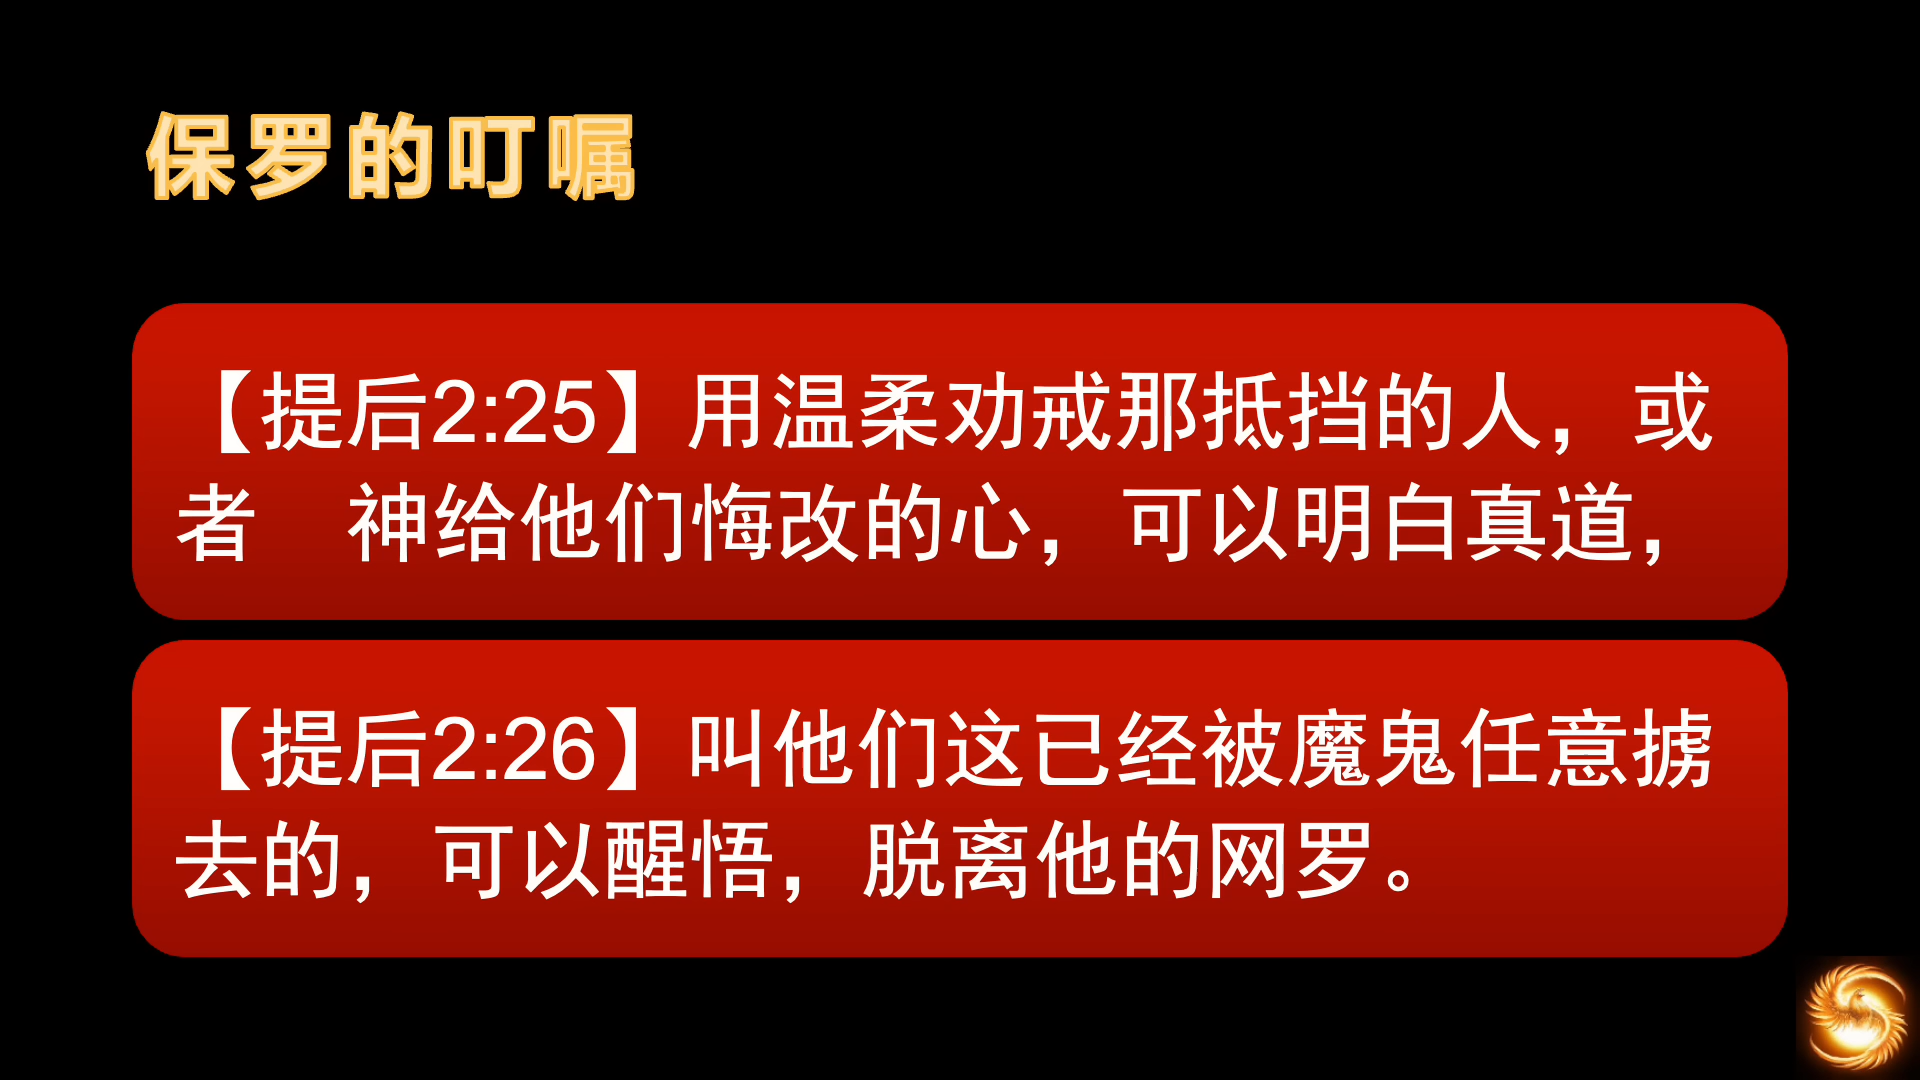 保罗的叮嘱
【提后2:25】用温柔劝戒那抵挡的人，或
者　神给他们悔改的心，可以明白真道，
【提后2:26】叫他们这已经被魔鬼任意掳
去的，可以醒悟，脱离他的网罗。